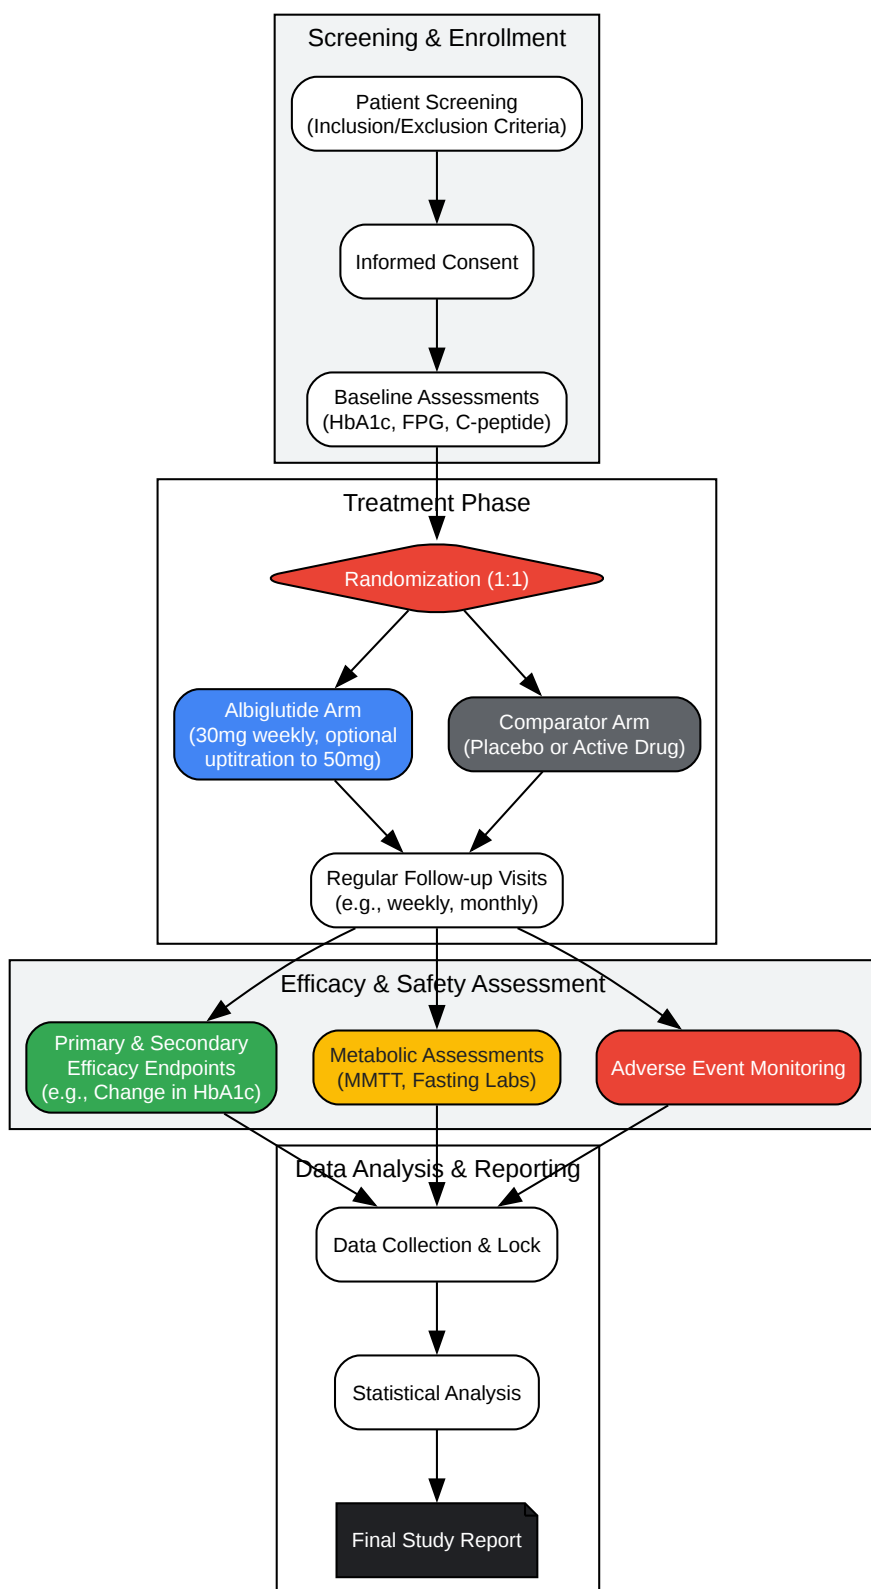 Screening & Enrollment
Patient Screening
(Inclusion/Exclusion Criteria)
Informed Consent
Baseline Assessments
(HbA1c, FPG, C-peptide)
Treatment Phase
Randomization (1:1)
Albiglutide Arm
(30mg weekly, optional
uptitration to 50mg)
Comparator Arm
(Placebo or Active Drug)
Regular Follow-up Visits
(e.g., weekly, monthly)
Efficacy & Safety Assessment
Primary & Secondary
Efficacy Endpoints
(e.g., Change in HbA1c)
Metabolic Assessments
(MMTT, Fasting Labs)
Adverse Event Monitoring
Data Analysis & Reporting
Data Collection & Lock
Statistical Analysis
Final Study Report